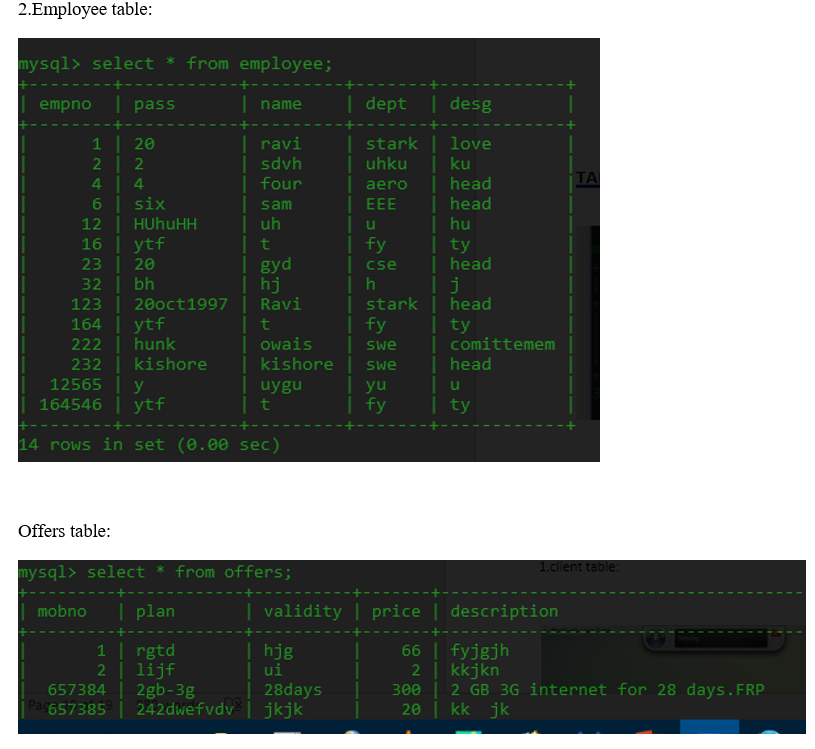 2.Employee table:
mysql> select * from employee;
| empno | pass | name | dept | desg |
| 1 | 20 | ravi | stark | love |
| 2 | 2 | sdvh | uhku | ku |
| 4 | 4 | four | aero | head |
TA
| 6 | six | sam | EEE | head |
| 12 | HUhuHH | uh | u | hu |
| 16 | ytf | t | fy | ty |
| 23 | 20 | gyd | cse | head |
| 32 | bh | hj | h | j |
| 123 | 20oct1997 | Ravi | stark | head |
| 164 | ytf | t | fy | ty |
| 222 | hunk | owais | swe | comittemem |
| 232 | kishore | kishore | swe | head |
| 12565 | y | uygu | yu | u |
| 164546 | ytf | t | fy | ty |
14 rows in set (0.00 sec)
Offers table:
1.client table:
mysql> select * from offers;
| mobno | plan | validity | price | description
| 1 | rgtd | hjg | 66 | fyjgjh
| 2 | lijf | ui | 2 | kkjkn
| 657384 | 2gb-3g | 28days | 300 | 2 GB 3G internet for 28 days.FRP
| 657385 | 242dwefvdv | jkjk | 20 | kk jk